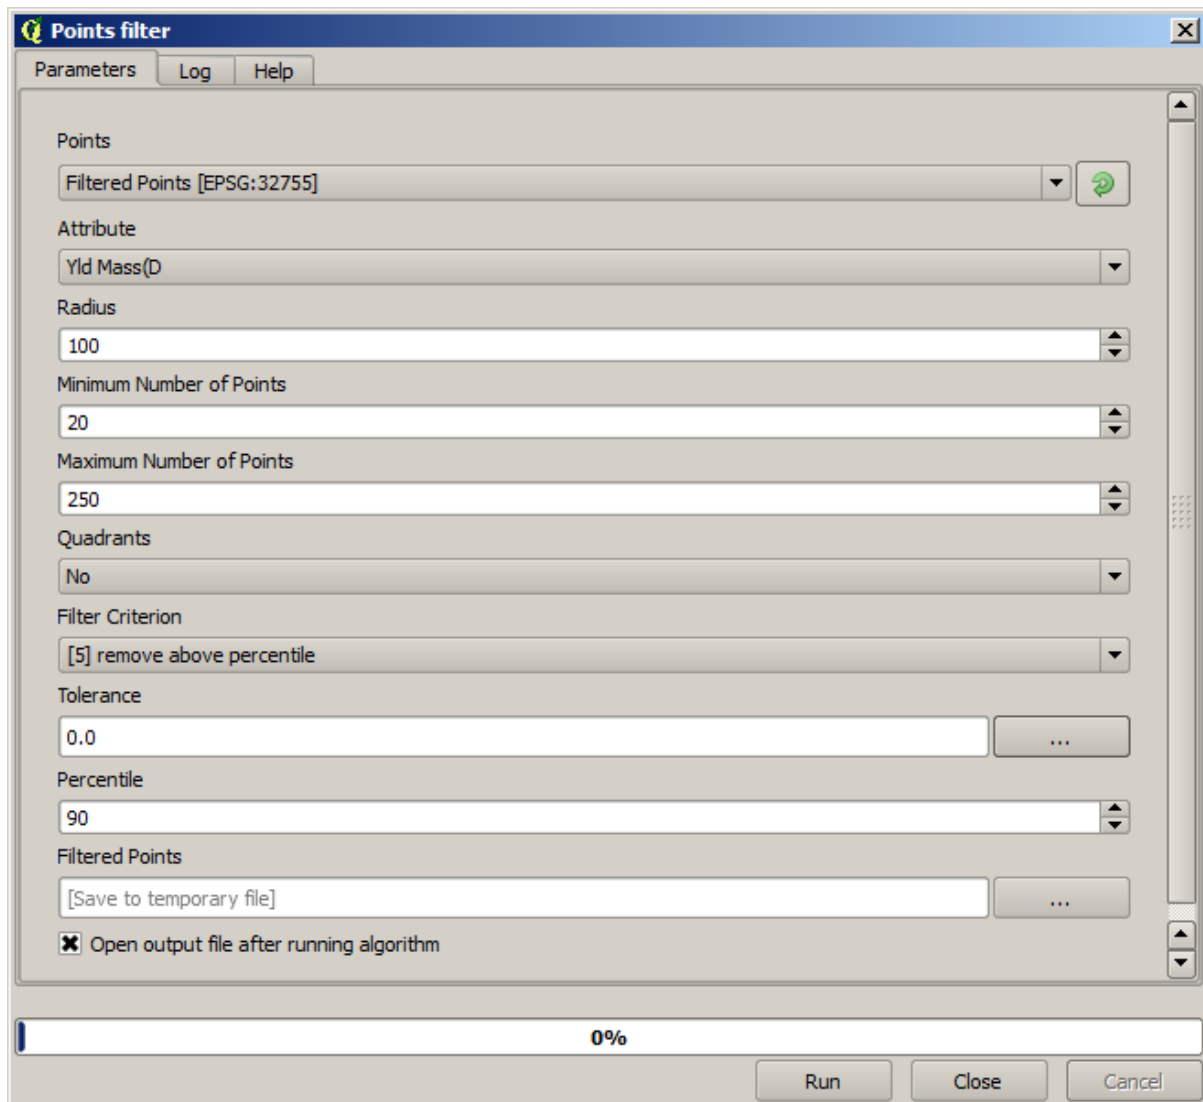 Points filter
Parameters Log Help
Points
Filtered Points [EPSG:32755]
Attribute
Yld Mass(D
Radius
100
Minimum Number of Points
20
Maximum Number of Points
250
Quadrants
No
Filter Criterion
[5] remove above percentile
Tolerance
0.0 ...
Percentile
90
Filtered Points
[Save to temporary file] ...
Open output file after running algorithm
0%
Run Close Cancel